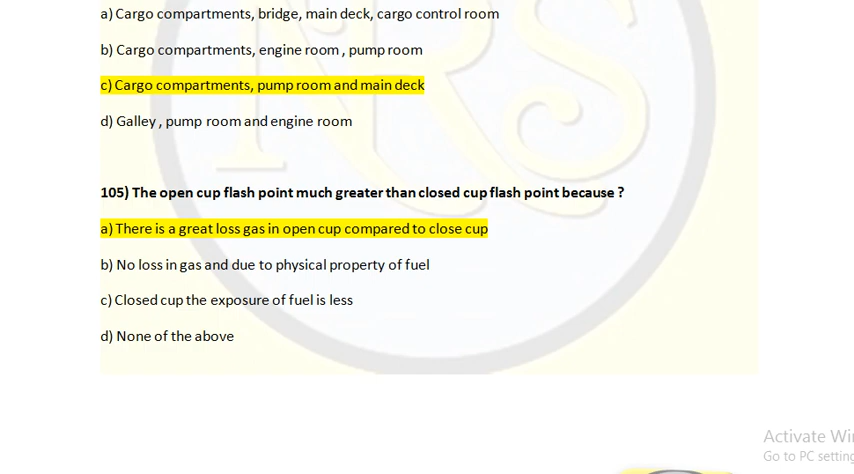 a) Cargo compartments, bridge, main deck, cargo control room
b) Cargo compartments, engine room , pump room
c) Cargo compartments, pump room and main deck
d) Galley , pump room and engine room
105) The open cup flash point much greater than closed cup flash point because ?
a) There is a great loss gas in open cup compared to close cup
b) No loss in gas and due to physical property of fuel
c) Closed cup the exposure of fuel is less
d) None of the above
NRS
Activate Wi
Go to PC setting